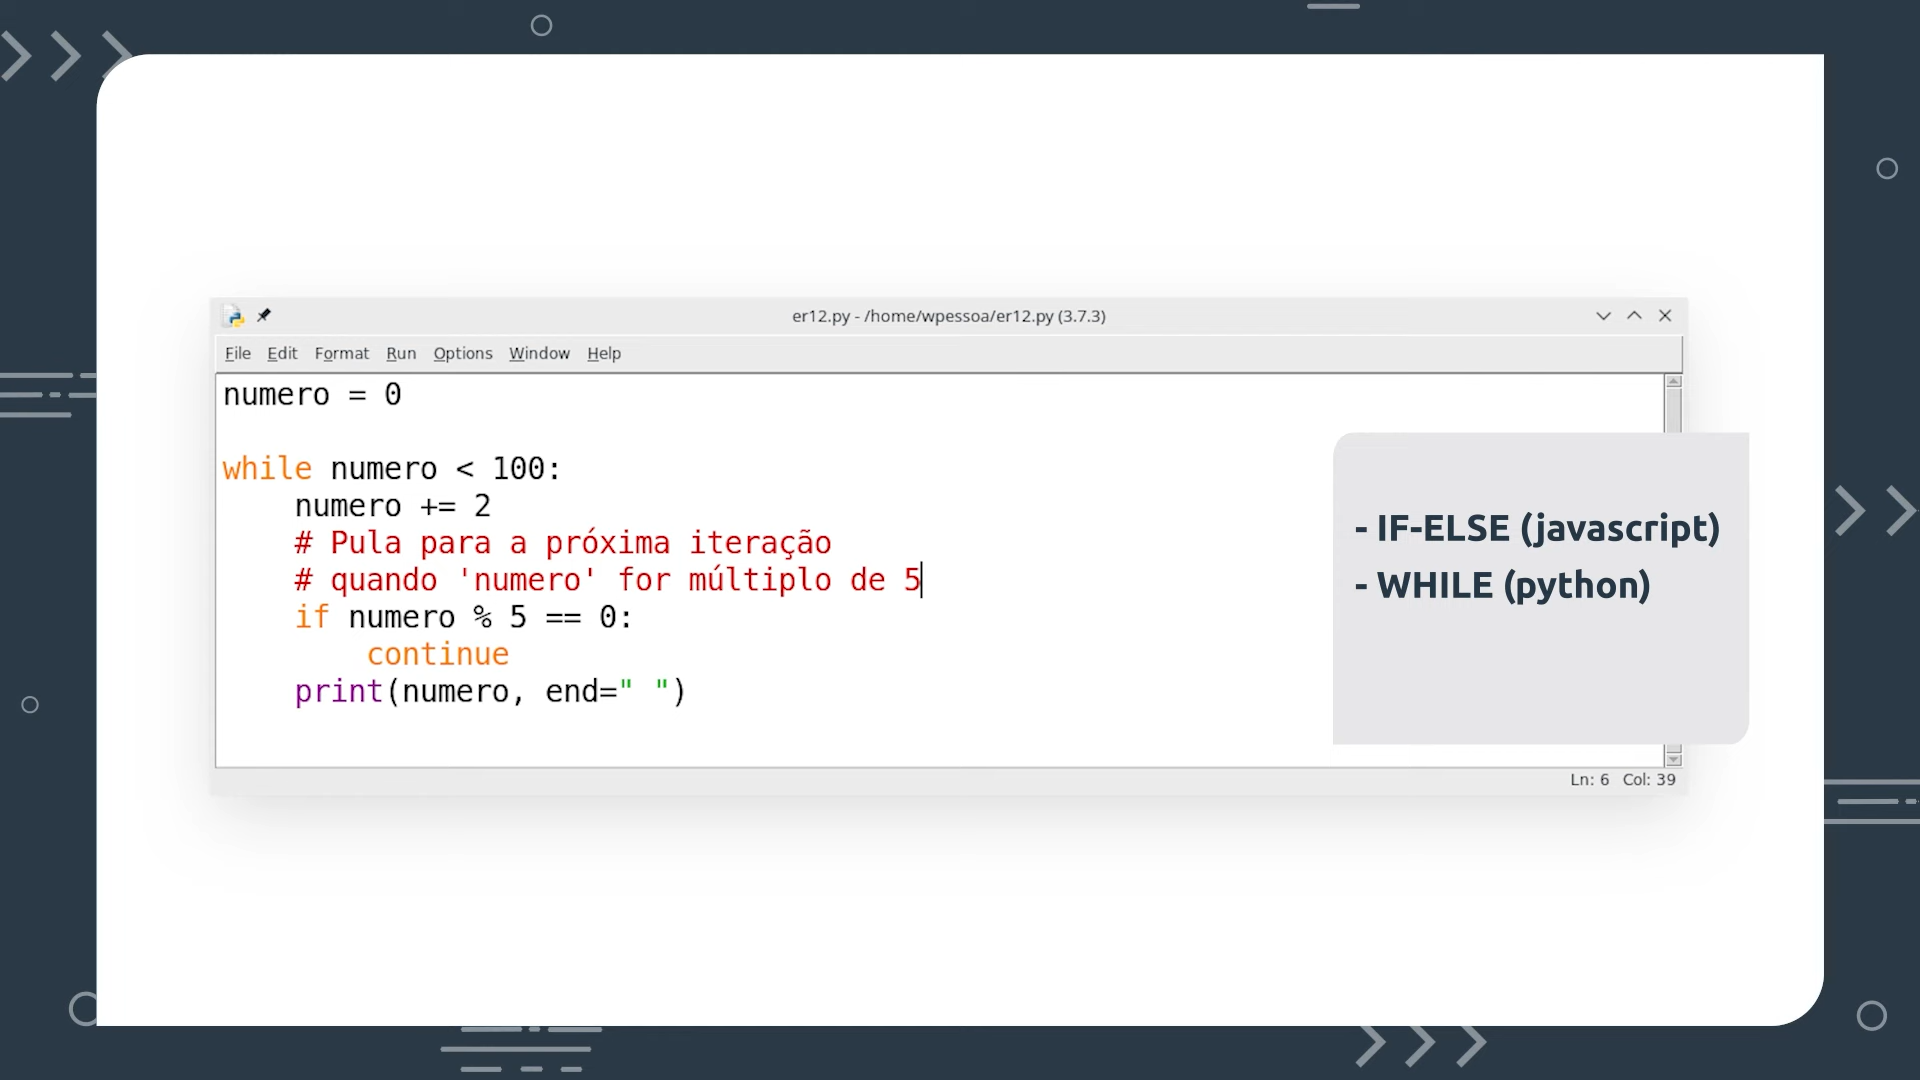 er12.py - /home/wpessoa/er12.py (3.7.3)
File Edit Format Run Options Window Help
numero = 0
while numero < 100:
    numero += 2
    # Pula para a próxima iteração
    # quando 'numero' for múltiplo de 5
    if numero % 5 == 0:
        continue
    print(numero, end=" ")
- IF-ELSE (javascript)
- WHILE (python)
Ln: 6 Col: 39